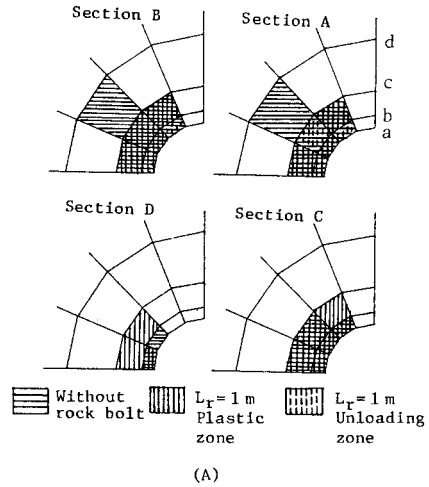 Section B
Section A
d
c
b
a
Section D
Section C
Without rock bolt
L_r=1 m Plastic zone
L_r=1 m Unloading zone
(A)